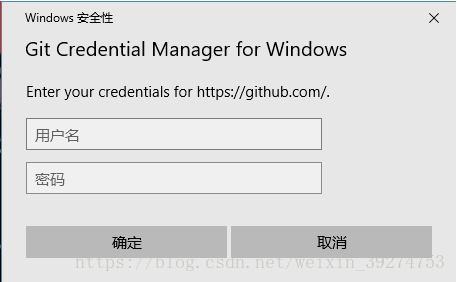 Windows 安全性
Git Credential Manager for Windows
Enter your credentials for https://github.com/.
用户名
密码
确定 取消
https://blog.csdn.net/weixin_39274753